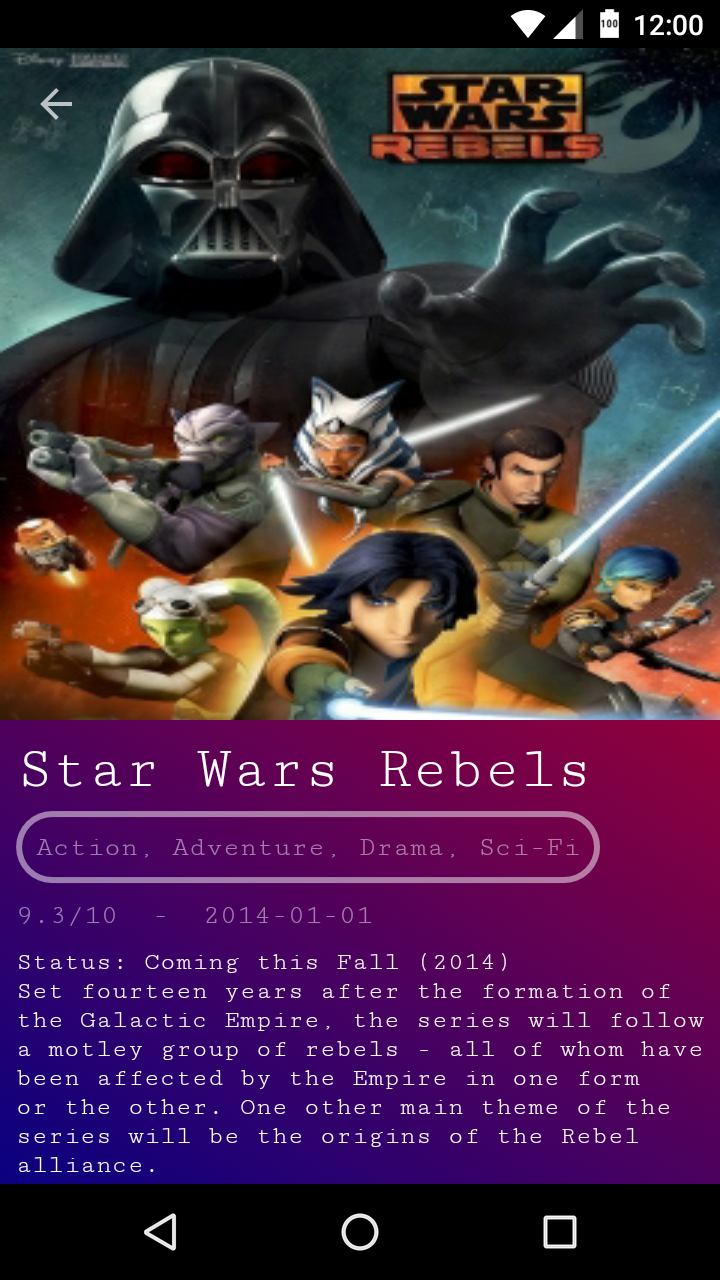 100 12:00
Disney
STAR
WARS
REBELS
Star Wars Rebels
Action, Adventure, Drama, Sci-Fi
9.3/10 - 2014-01-01
Status: Coming this Fall (2014)
Set fourteen years after the formation of
the Galactic Empire, the series will follow
a motley group of rebels - all of whom have
been affected by the Empire in one form
or the other. One other main theme of the
series will be the origins of the Rebel
alliance.